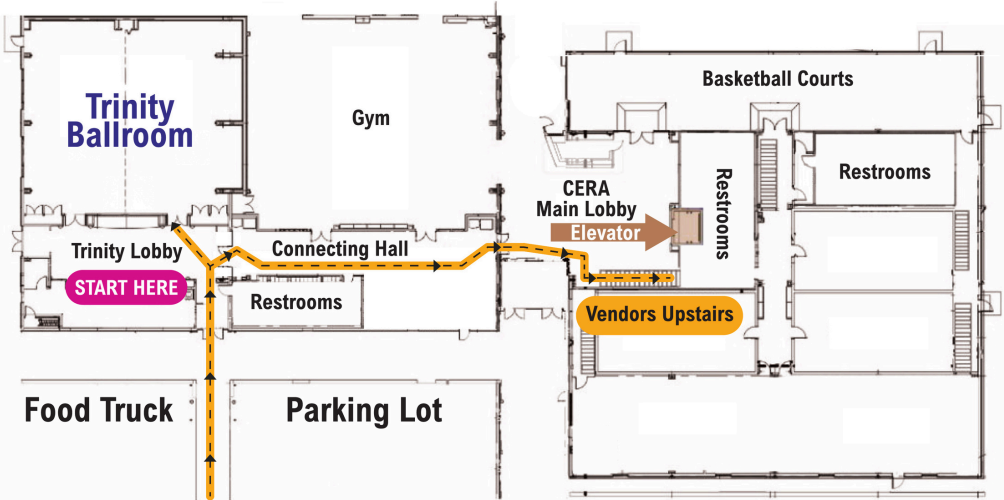 Basketball Courts
Trinity
Ballroom
Gym
Restrooms
Restrooms
CERA
Main Lobby
Elevator
Trinity Lobby
Connecting Hall
START HERE
Restrooms
Vendors Upstairs
Food Truck
Parking Lot